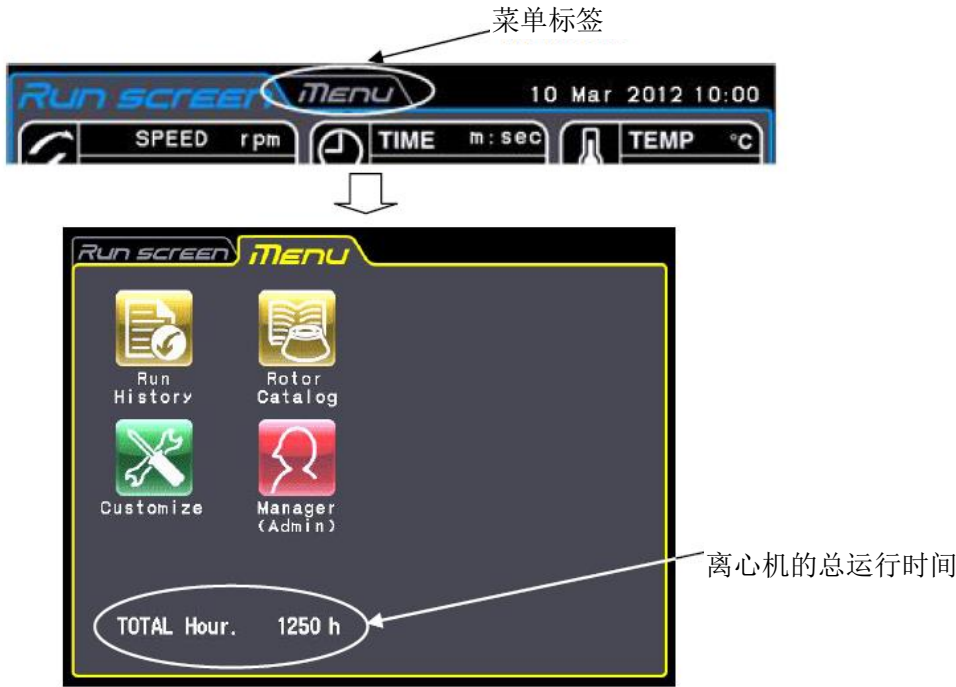 菜单标签
Run screen Menu 10 Mar 2012 10:00
SPEED rpm TIME m:sec TEMP °C
Run screen Menu
Run History
Rotor Catalog
Customize
Manager (Admin)
离心机的总运行时间
TOTAL Hour. 1250 h